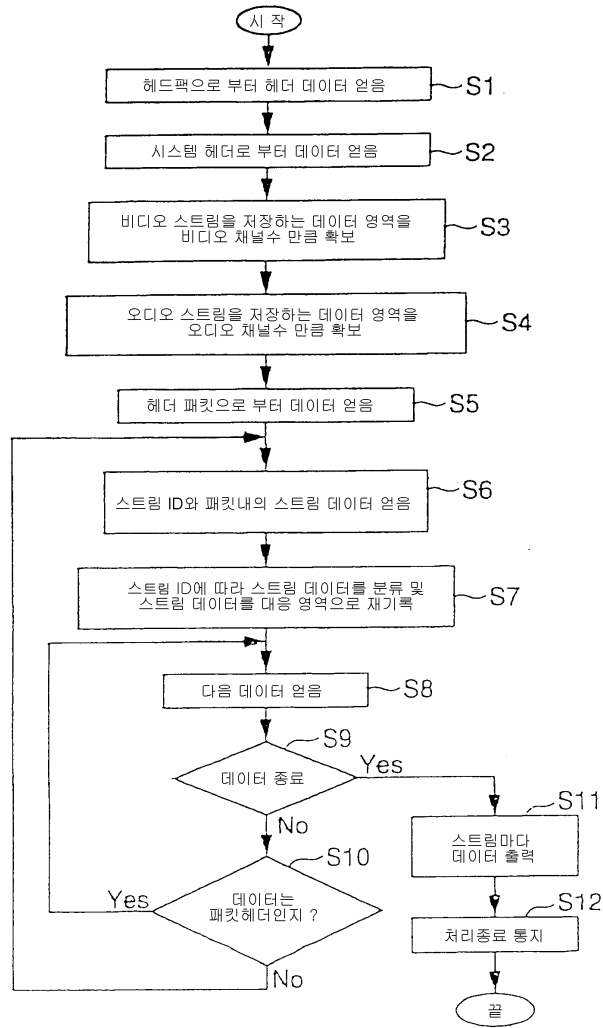 시 작
헤드팩으로 부터 헤더 데이터 얻음
S1
시스템 헤더로 부터 데이터 얻음
S2
비디오 스트림을 저장하는 데이터 영역을
비디오 채널수 만큼 확보
S3
오디오 스트림을 저장하는 데이터 영역을
오디오 채널수 만큼 확보
S4
헤더 패킷으로 부터 데이터 얻음
S5
스트림 ID와 패킷내의 스트림 데이터 얻음
S6
스트림 ID에 따라 스트림 데이터를 분류 및
스트림 데이터를 대응 영역으로 재기록
S7
다음 데이터 얻음
S8
S9
데이터 종료
Yes
No
S10
데이터는
패킷헤더인지 ?
Yes
No
S11
스트림마다
데이터 출력
S12
처리종료 통지
끝